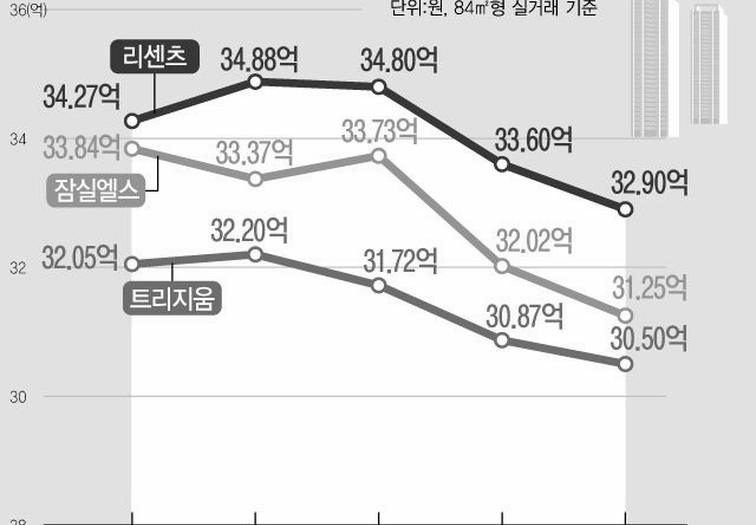 36(억)
단위:원, 84㎡형 실거래 기준
리센츠
34.27억
34.88억
34.80억
33.60억
32.90억
34
33.84억
33.37억
33.73억
32.02억
31.25억
잠실엘스
32
32.05억
32.20억
31.72억
30.87억
30.50억
트리지움
30